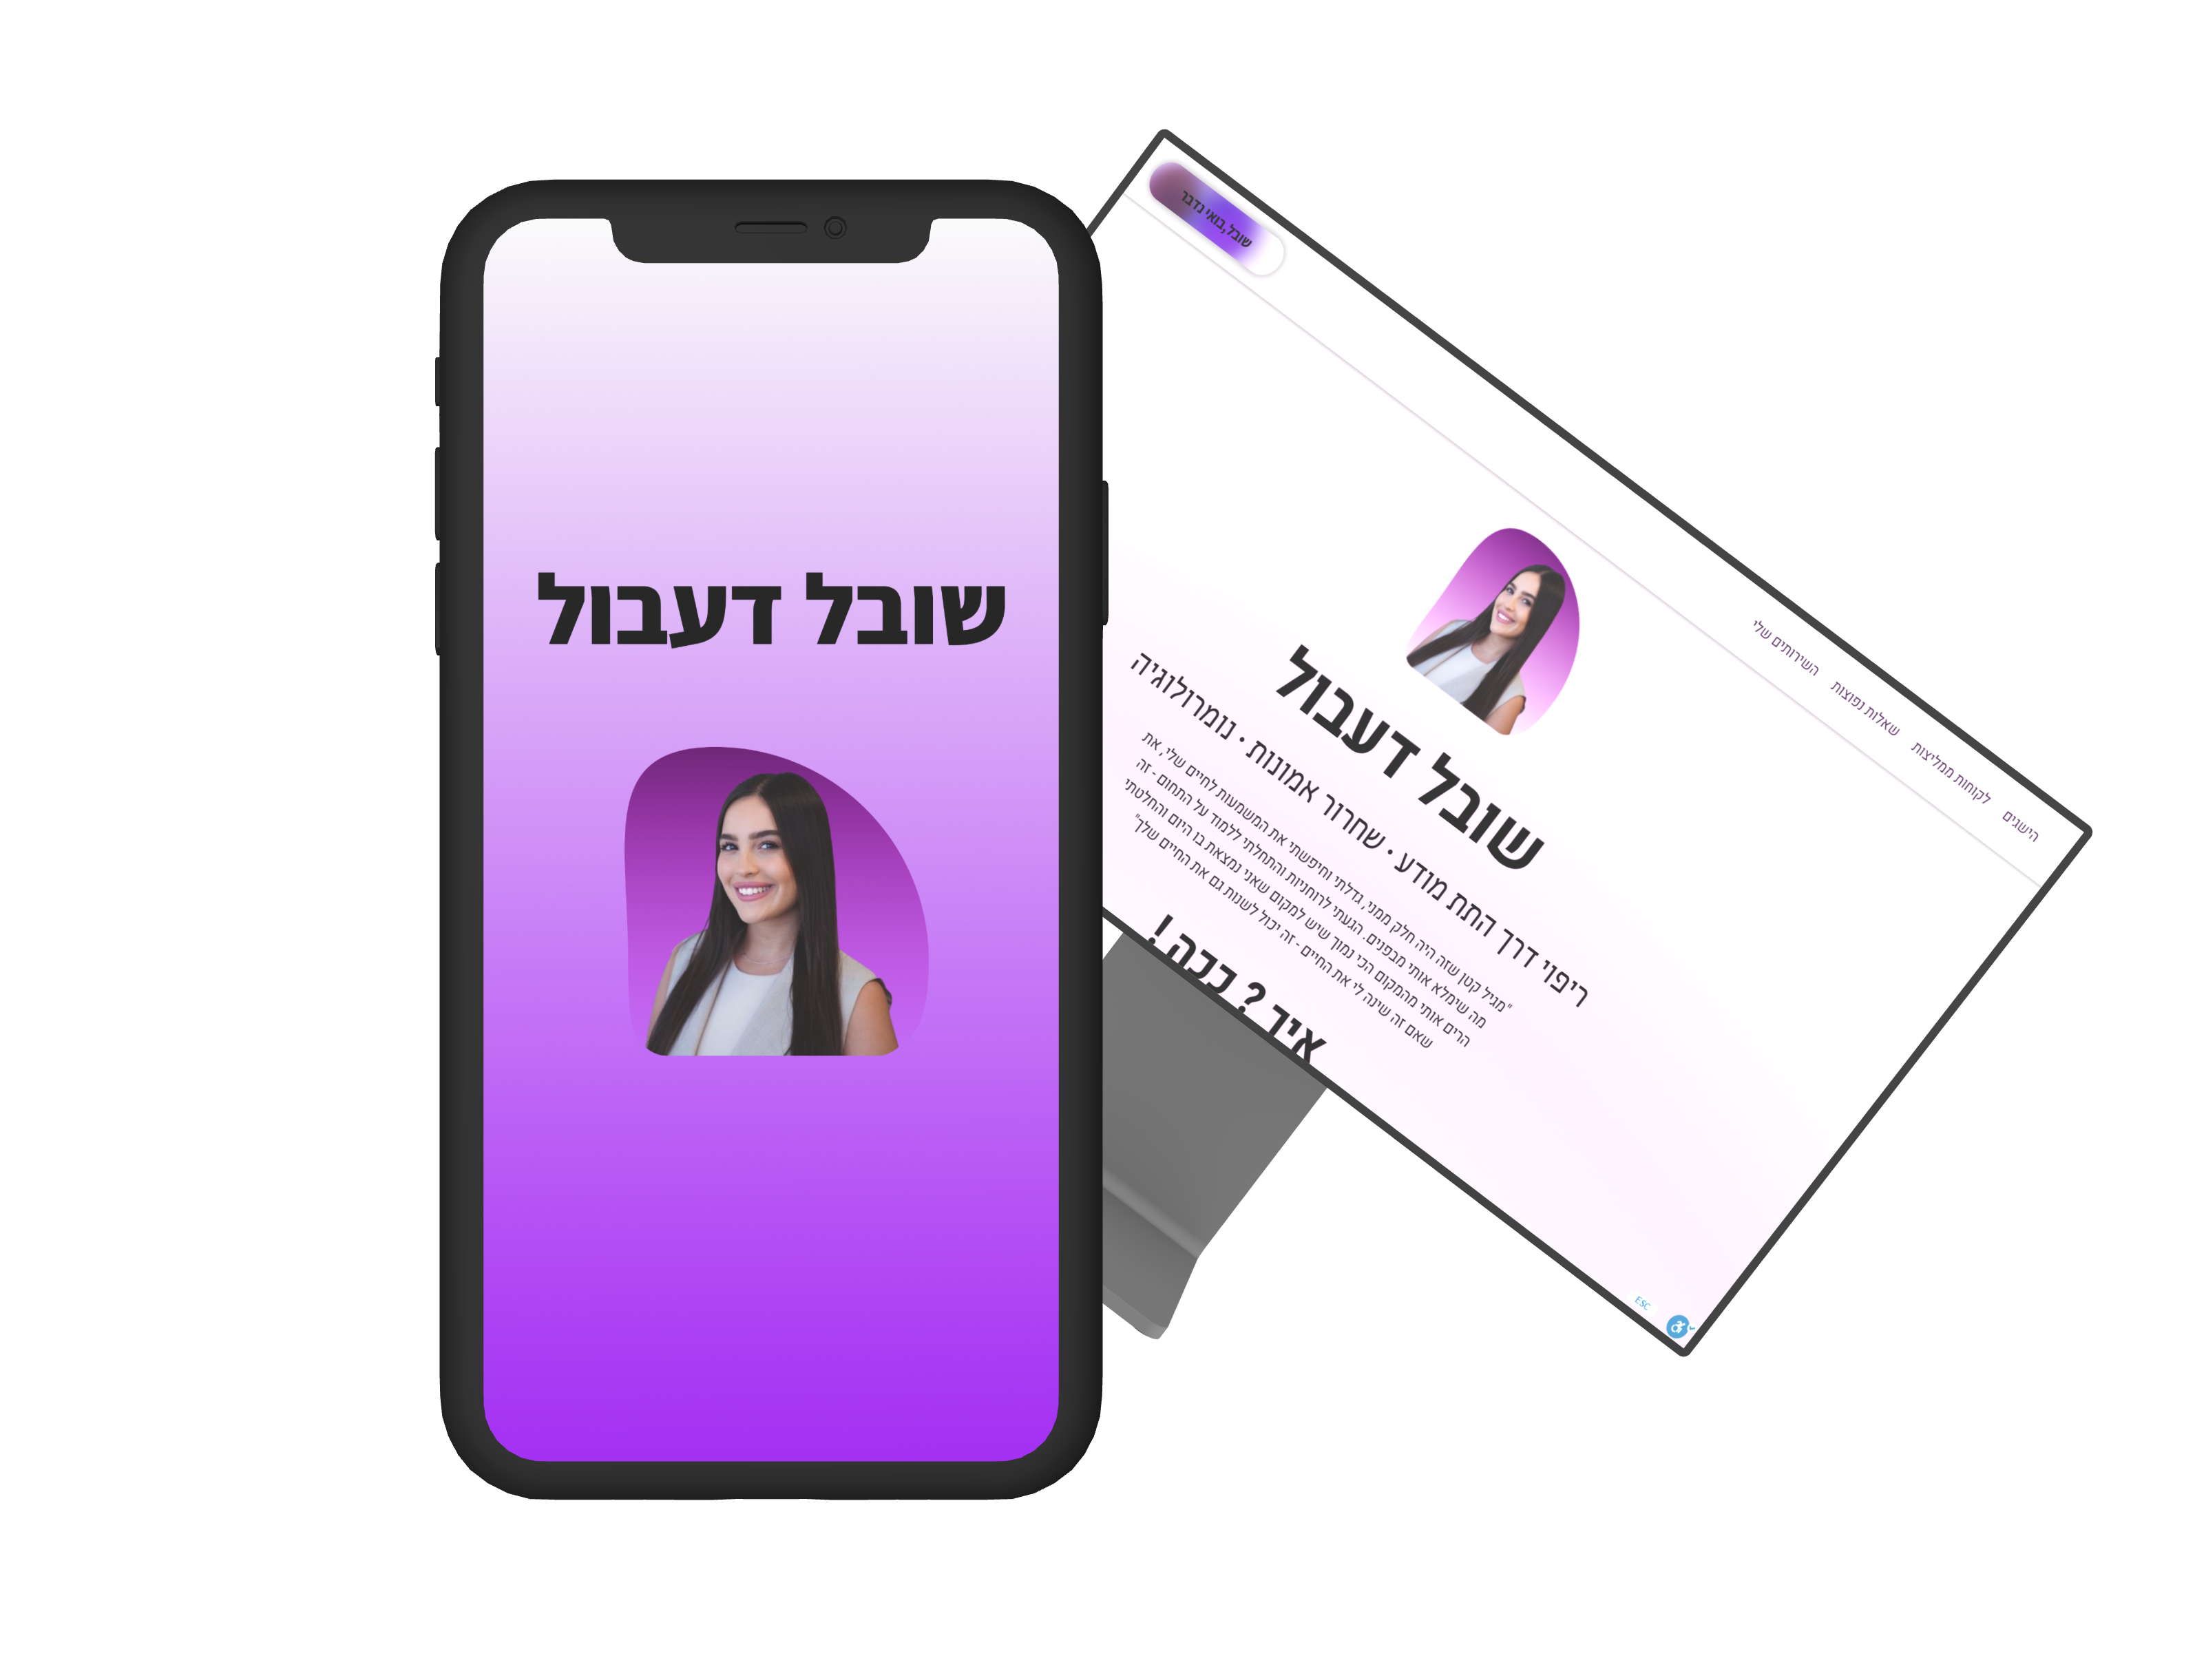 שובל דעבול
שובל,בואי נדבר
הישגים
לקוחות ממליצות
שאלות נפוצות
השירותים שלי
שובל דעבול
ריפוי דרך התת מודע • שחרור אמונות • נומרולוגיה
"מגיל קטן שזה היה חלק ממני, גדלתי וחיפשתי את המשמעות לחיים שלי, את
מה שימלא אותי מבפנים. הגעתי לרוחניות והתחלתי ללמוד על התחום - זה
הרים אותי מהמקום הכי נמוך שיש למקום שאני נמצאת בו היום והחלטתי
שאם זה שינה לי את החיים - זה יכול לשנות גם את החיים שלך"
איך ? ככה !
ESC